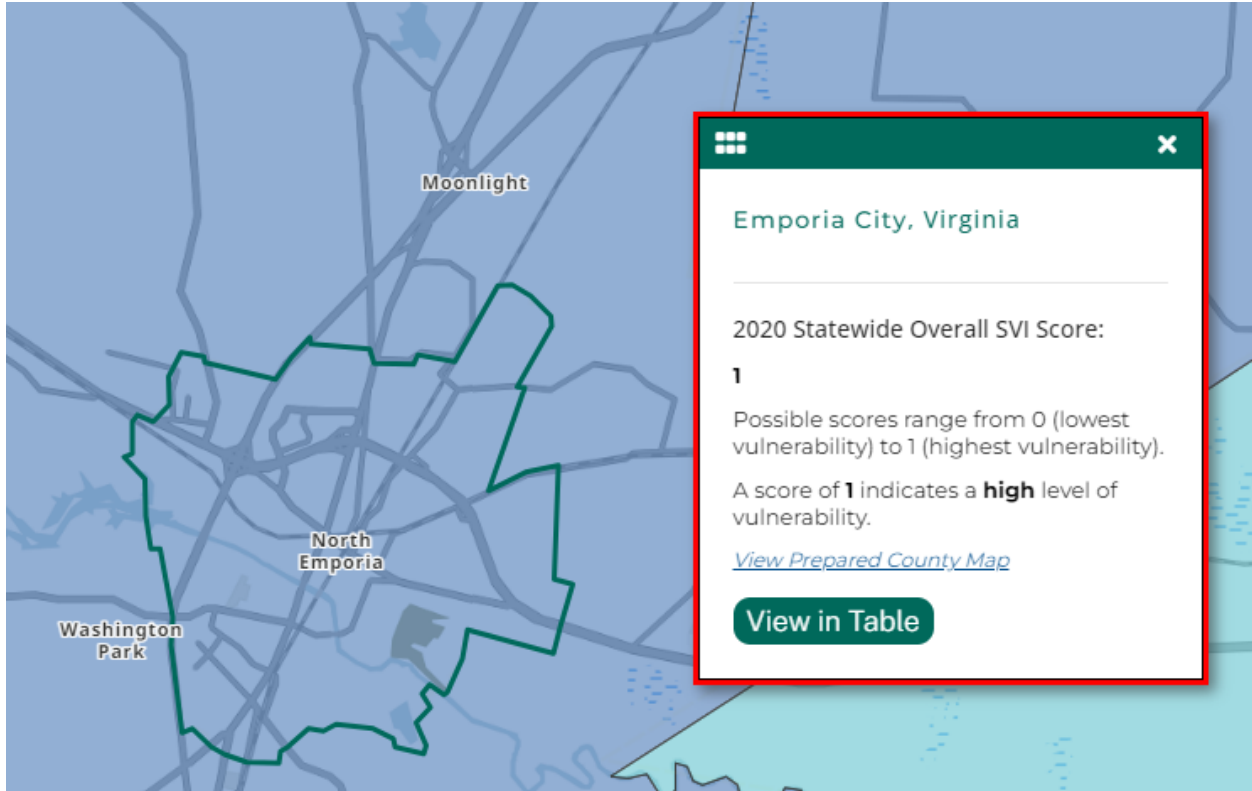 Moonlight
North
Emporia
Washington
Park
Emporia City, Virginia
2020 Statewide Overall SVI Score:
1
Possible scores range from 0 (lowest
vulnerability) to 1 (highest vulnerability).
A score of 1 indicates a high level of
vulnerability.
View Prepared County Map
View in Table